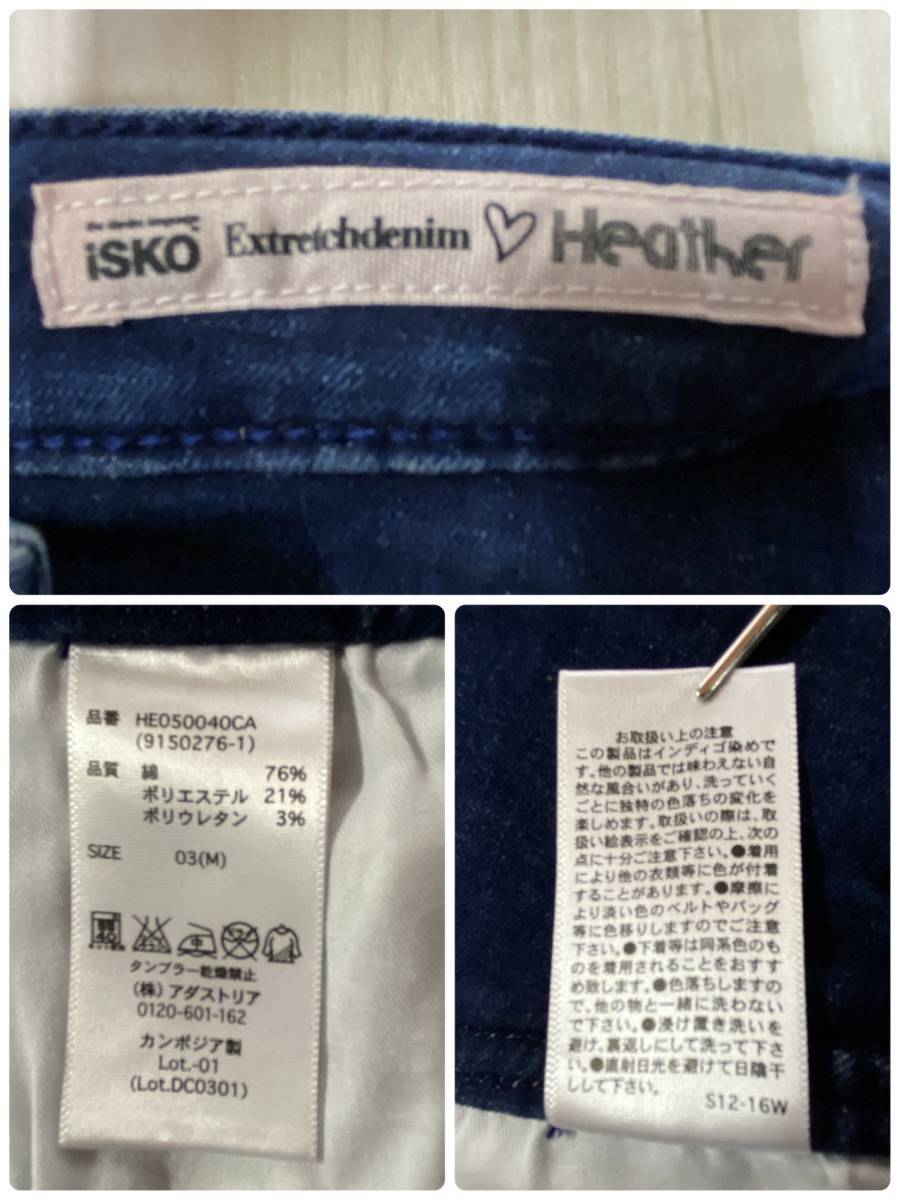 the denim language
iSKO™ Extretchdenim ♡ Heather
品番 HE050040CA
(9150276-1)
品質 綿 76%
ポリエステル 21%
ポリウレタン 3%
SIZE 03(M)
40
中
タンブラー乾燥禁止
(株) アダストリア
0120-601-162
カンボジア製
Lot.-01
(Lot.DC0301)
お取扱い上の注意
この製品はインディゴ染めで
す。他の製品では味わえない自
然な風合いがあり、洗っていく
ごとに独特の色落ちの変化を
楽しめます。取扱いの際は、取
扱い絵表示をご確認の上、次の
点に十分ご注意下さい。●着用
により他の衣類等に色が付着
することがあります。●摩擦に
より淡い色のベルトやバッグ
等に色移りしますのでご注意
下さい。●下着等は同系色のも
のを着用されることをおすす
め致します。●色落ちしますの
で、他の物と一緒に洗わない
で下さい。●浸け置き洗いを
避け、裏返しにして洗って下さ
い。●直射日光を避けて日陰干
しして下さい。
S12-16W